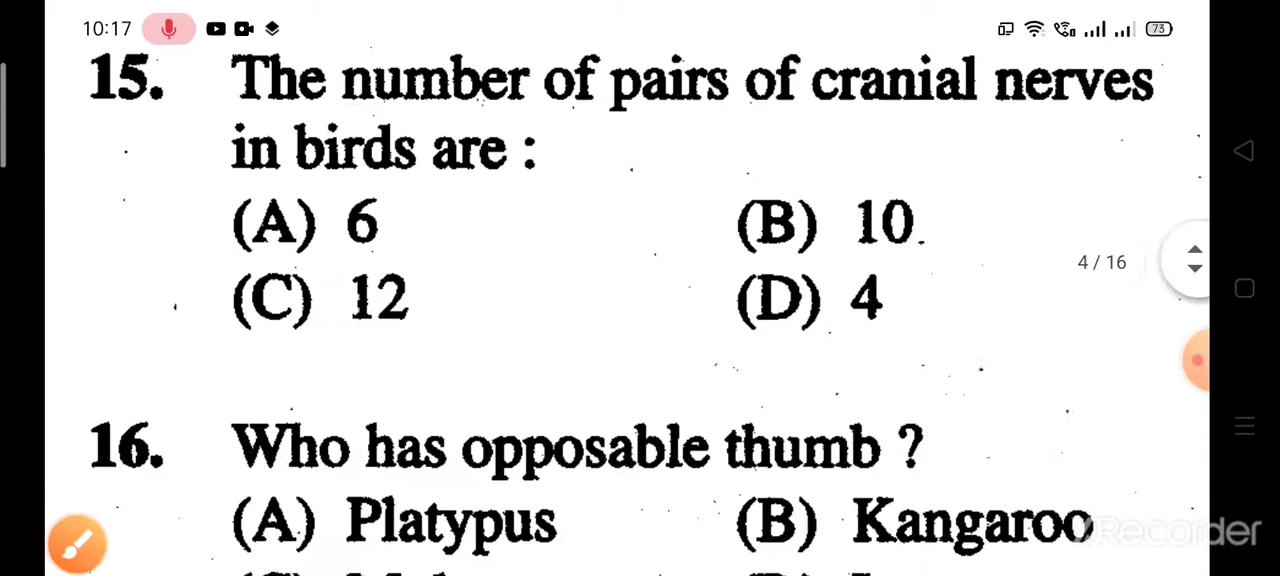 10:17
73
15. The number of pairs of cranial nerves
in birds are :
(A) 6 (B) 10
(C) 12 (D) 4
4 / 16
16. Who has opposable thumb ?
(A) Platypus (B) Kangaroo
Recorder